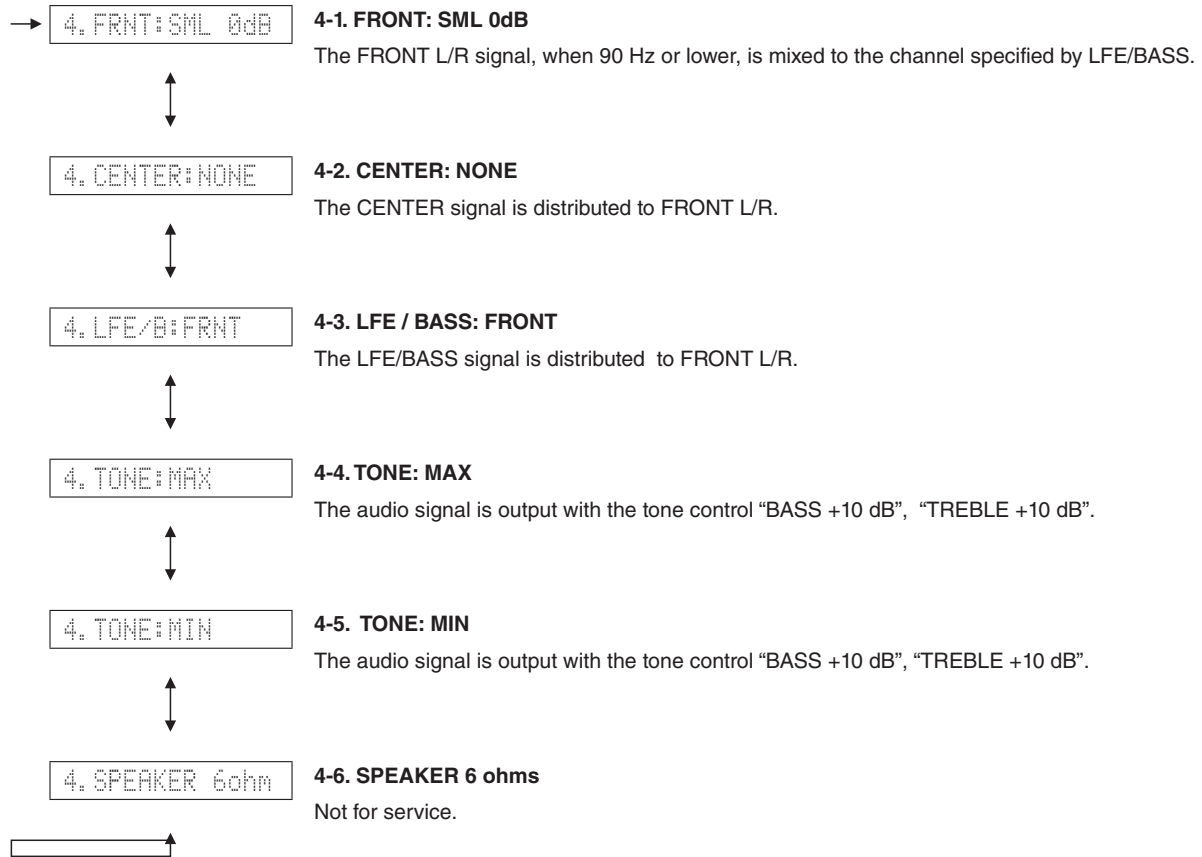 4.FRNT:SML 0dB
4-1. FRONT: SML 0dB
The FRONT L/R signal, when 90 Hz or lower, is mixed to the channel specified by LFE/BASS.
4.CENTER:NONE
4-2. CENTER: NONE
The CENTER signal is distributed to FRONT L/R.
4.LFE/B:FRNT
4-3. LFE / BASS: FRONT
The LFE/BASS signal is distributed  to FRONT L/R.
4.TONE:MAX
4-4. TONE: MAX
The audio signal is output with the tone control “BASS +10 dB”,  “TREBLE +10 dB”.
4.TONE:MIN
4-5.  TONE: MIN
The audio signal is output with the tone control “BASS +10 dB”, “TREBLE +10 dB”.
4.SPEAKER 6ohm
4-6. SPEAKER 6 ohms
Not for service.